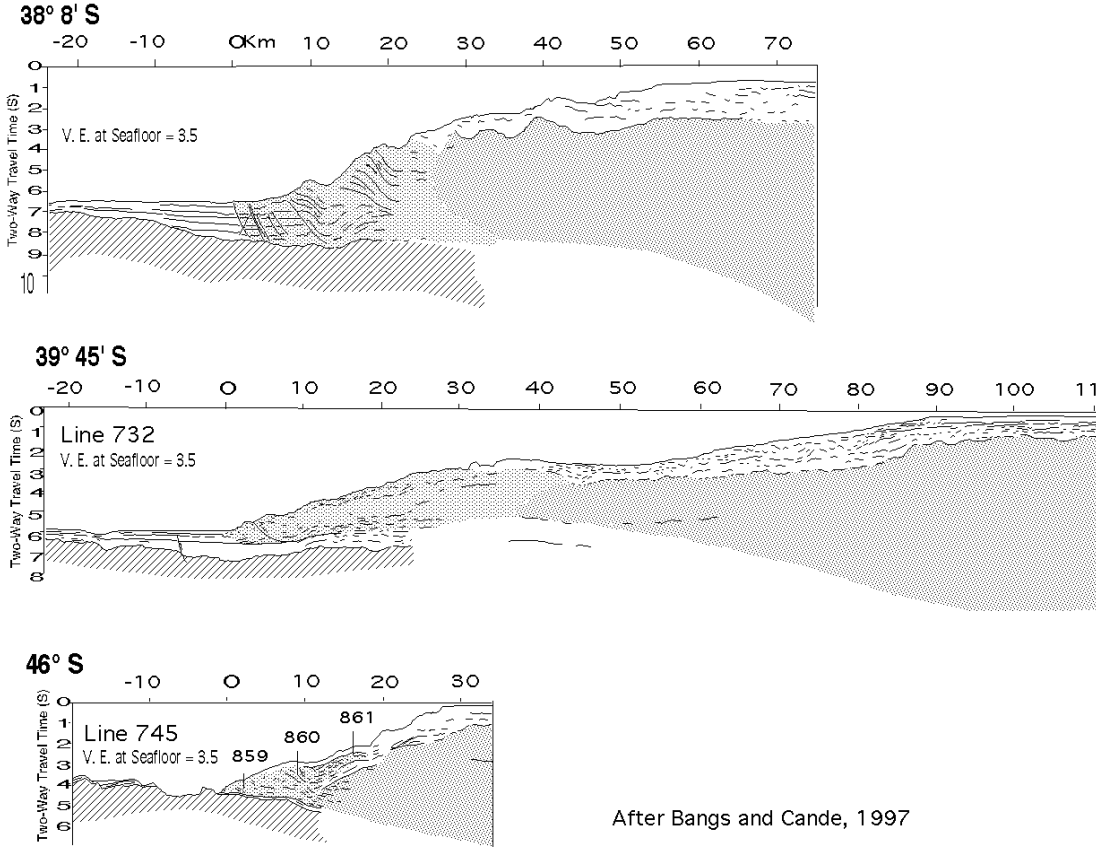 38° 8' S
-20 -10 0Km 10 20 30 40 50 60 70
Two-Way Travel Time (S)
0
1
2
3
4
5
6
7
8
9
10
V. E. at Seafloor = 3.5
39° 45' S
-20 -10 0 10 20 30 40 50 60 70 80 90 100 11
Two-Way Travel Time (S)
0
1
2
3
4
5
6
7
8
Line 732
V. E. at Seafloor = 3.5
46° S
-10 0 10 20 30
Two-Way Travel Time (S)
0
1
2
3
4
5
6
Line 745
V. E. at Seafloor = 3.5
859
860
861
After Bangs and Cande, 1997